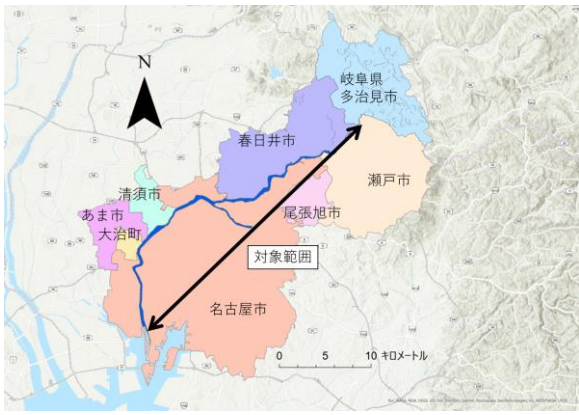 N
岐阜県
多治見市
春日井市
瀬戸市
清須市
尾張旭市
あま市
大治町
対象範囲
名古屋市
0 5 10 キロメートル